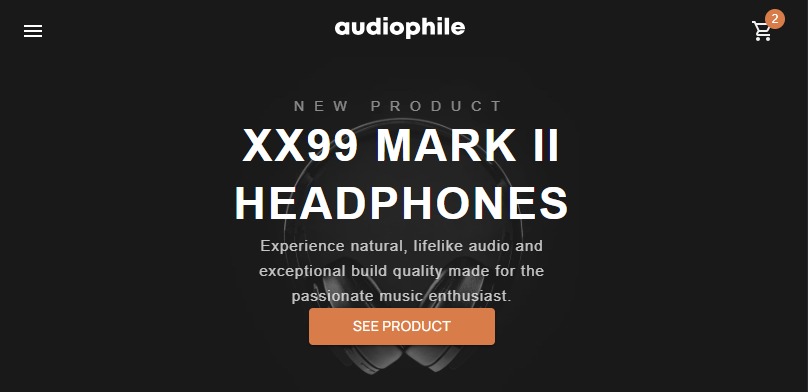 audiophile
2
NEW PRODUCT
XX99 MARK II
HEADPHONES
Experience natural, lifelike audio and
exceptional build quality made for the
passionate music enthusiast.
SEE PRODUCT